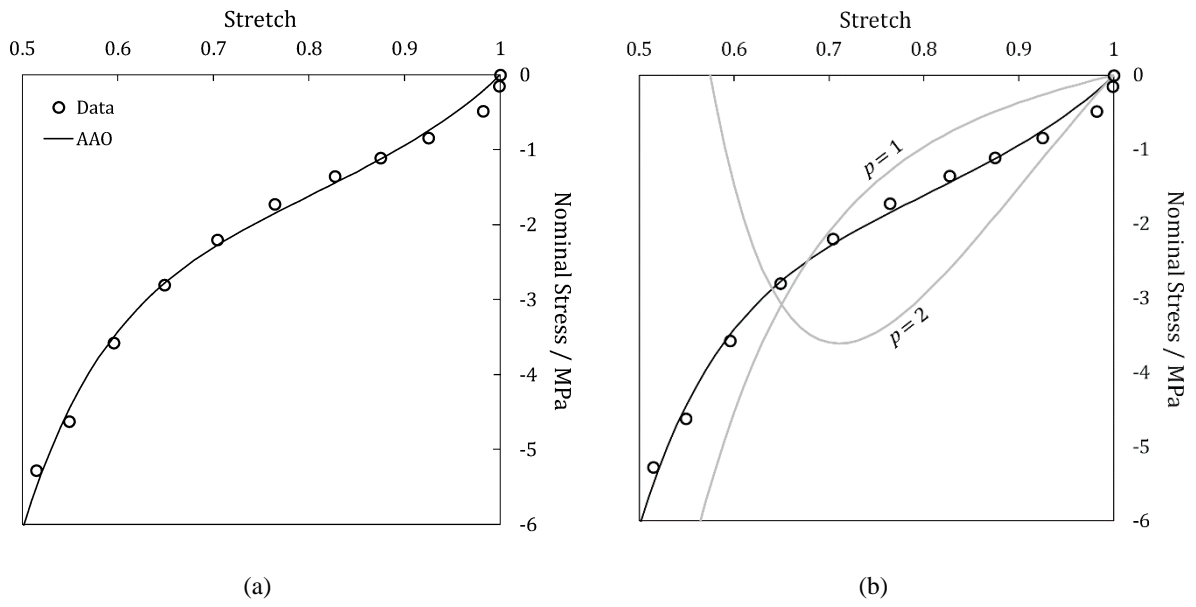 Stretch
0.5 0.6 0.7 0.8 0.9 1
0
-1
-2
-3
-4
-5
-6
Data
AAO
Nominal Stress / MPa
(a)
Stretch
0.5 0.6 0.7 0.8 0.9 1
0
-1
-2
-3
-4
-5
-6
p = 1
p = 2
Nominal Stress / MPa
(b)